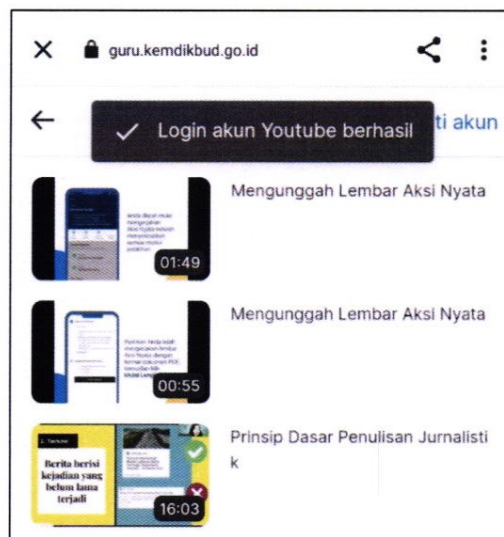 guru.kemdikbud.go.id
Login akun Youtube berhasil
ti akun
Mengunggah Lembar Aksi Nyata
01:49
Mengunggah Lembar Aksi Nyata
00:55
Prinsip Dasar Penulisan Jurnalisti
k
Berita berisi
kejadian yang
belum lama
terjadi
16:03